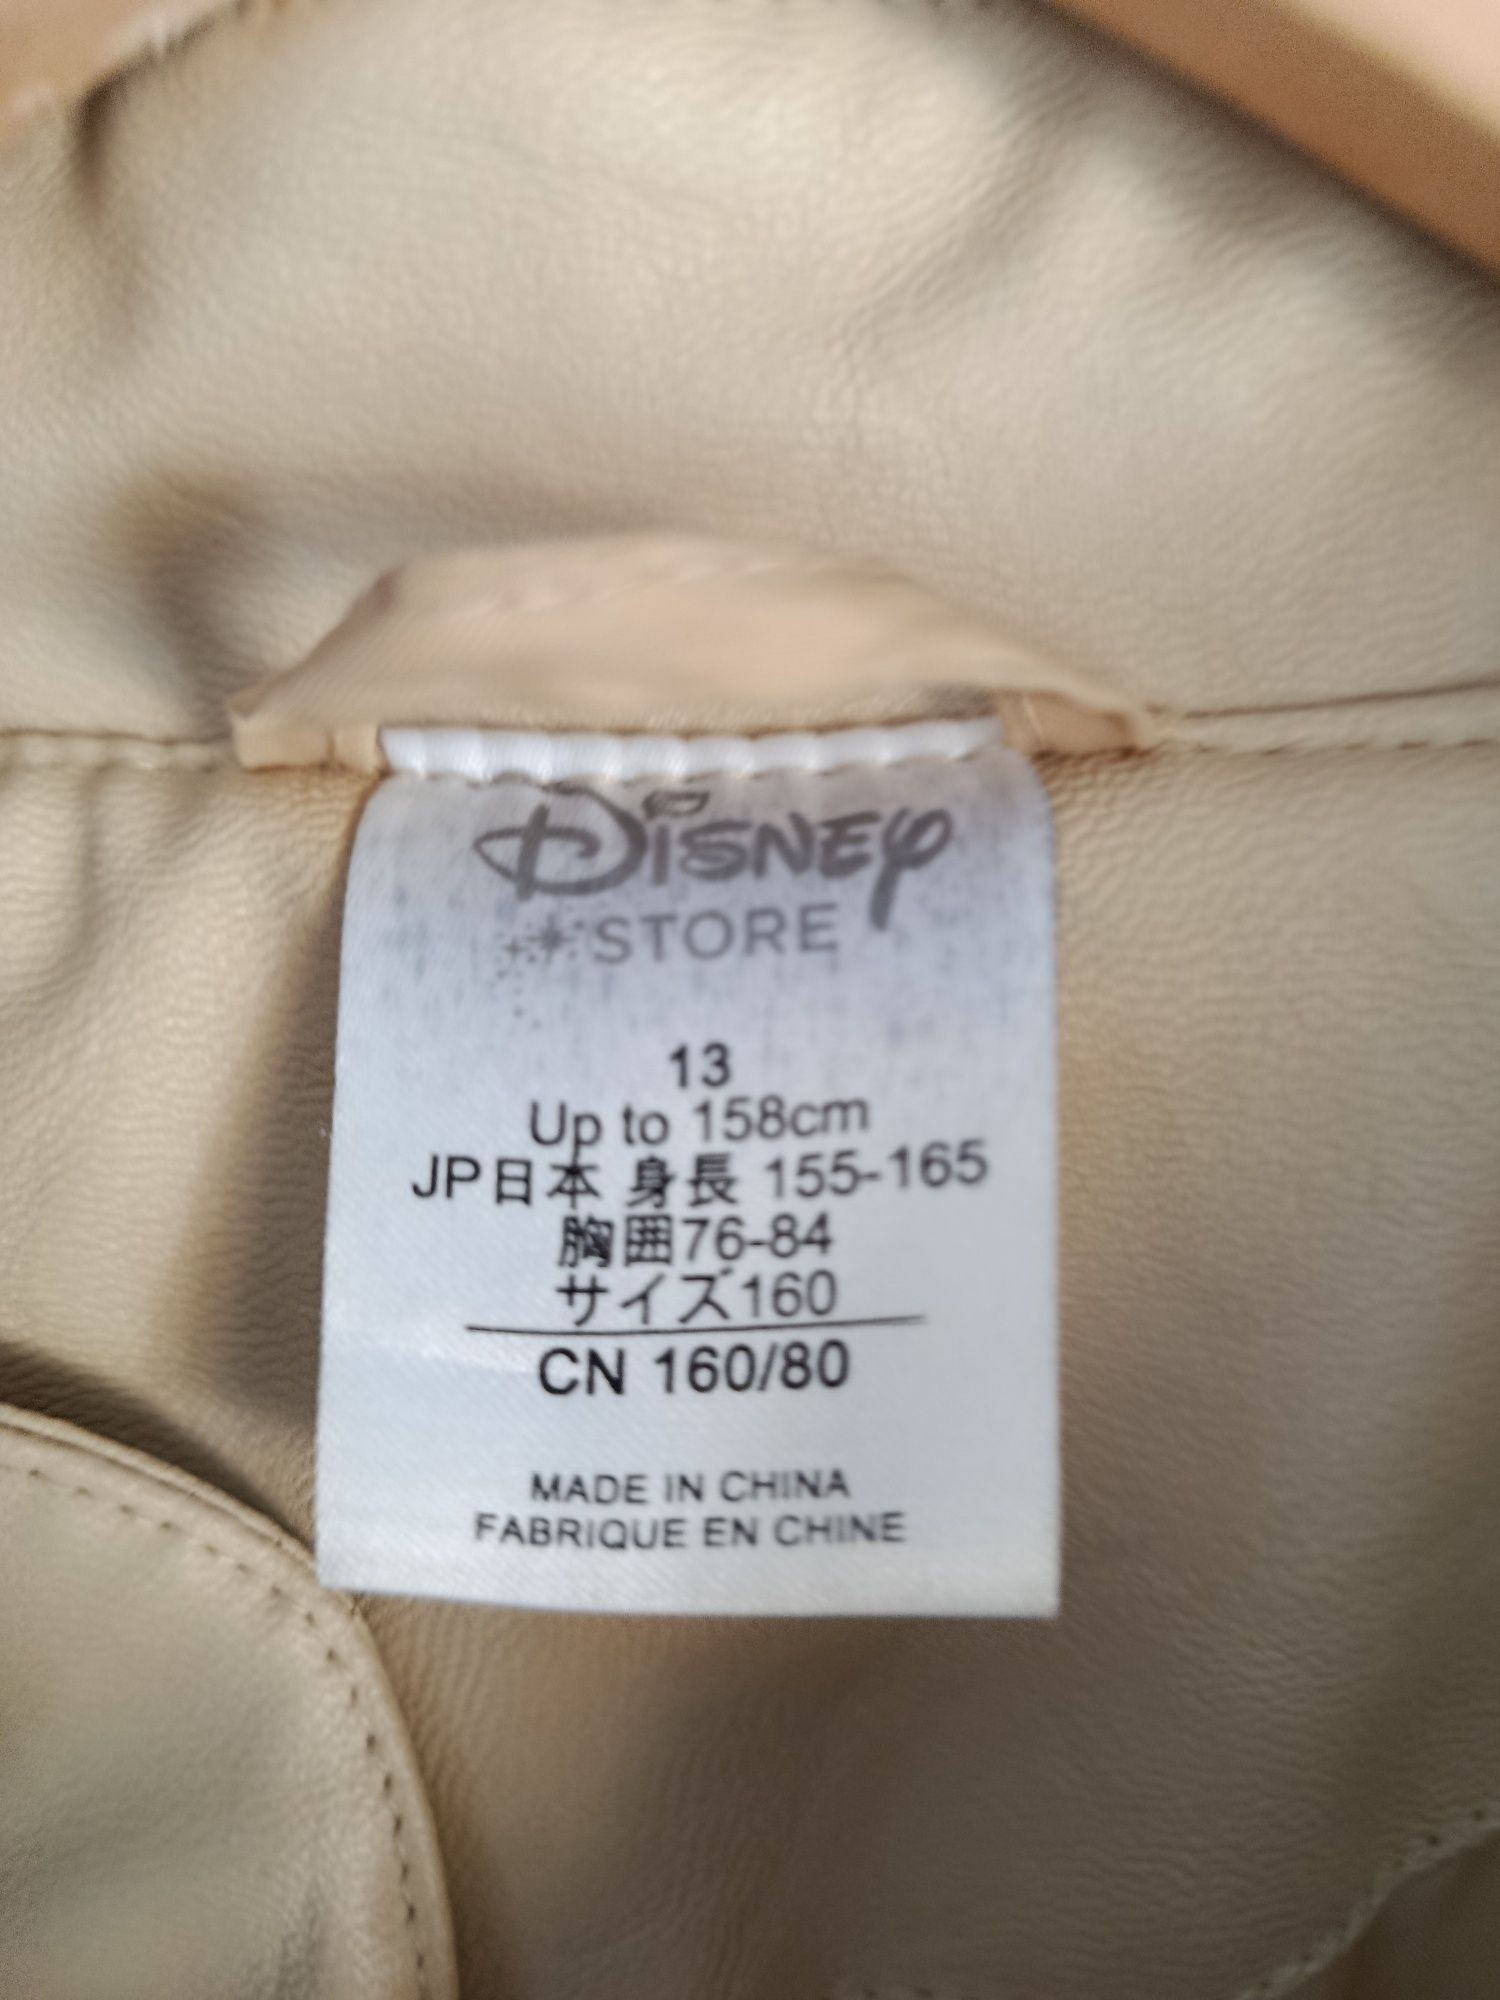 Disney
STORE
13
Up to 158cm
JP日本 身長 155-165
胸囲76-84
サイズ160
CN 160/80
MADE IN CHINA
FABRIQUE EN CHINE